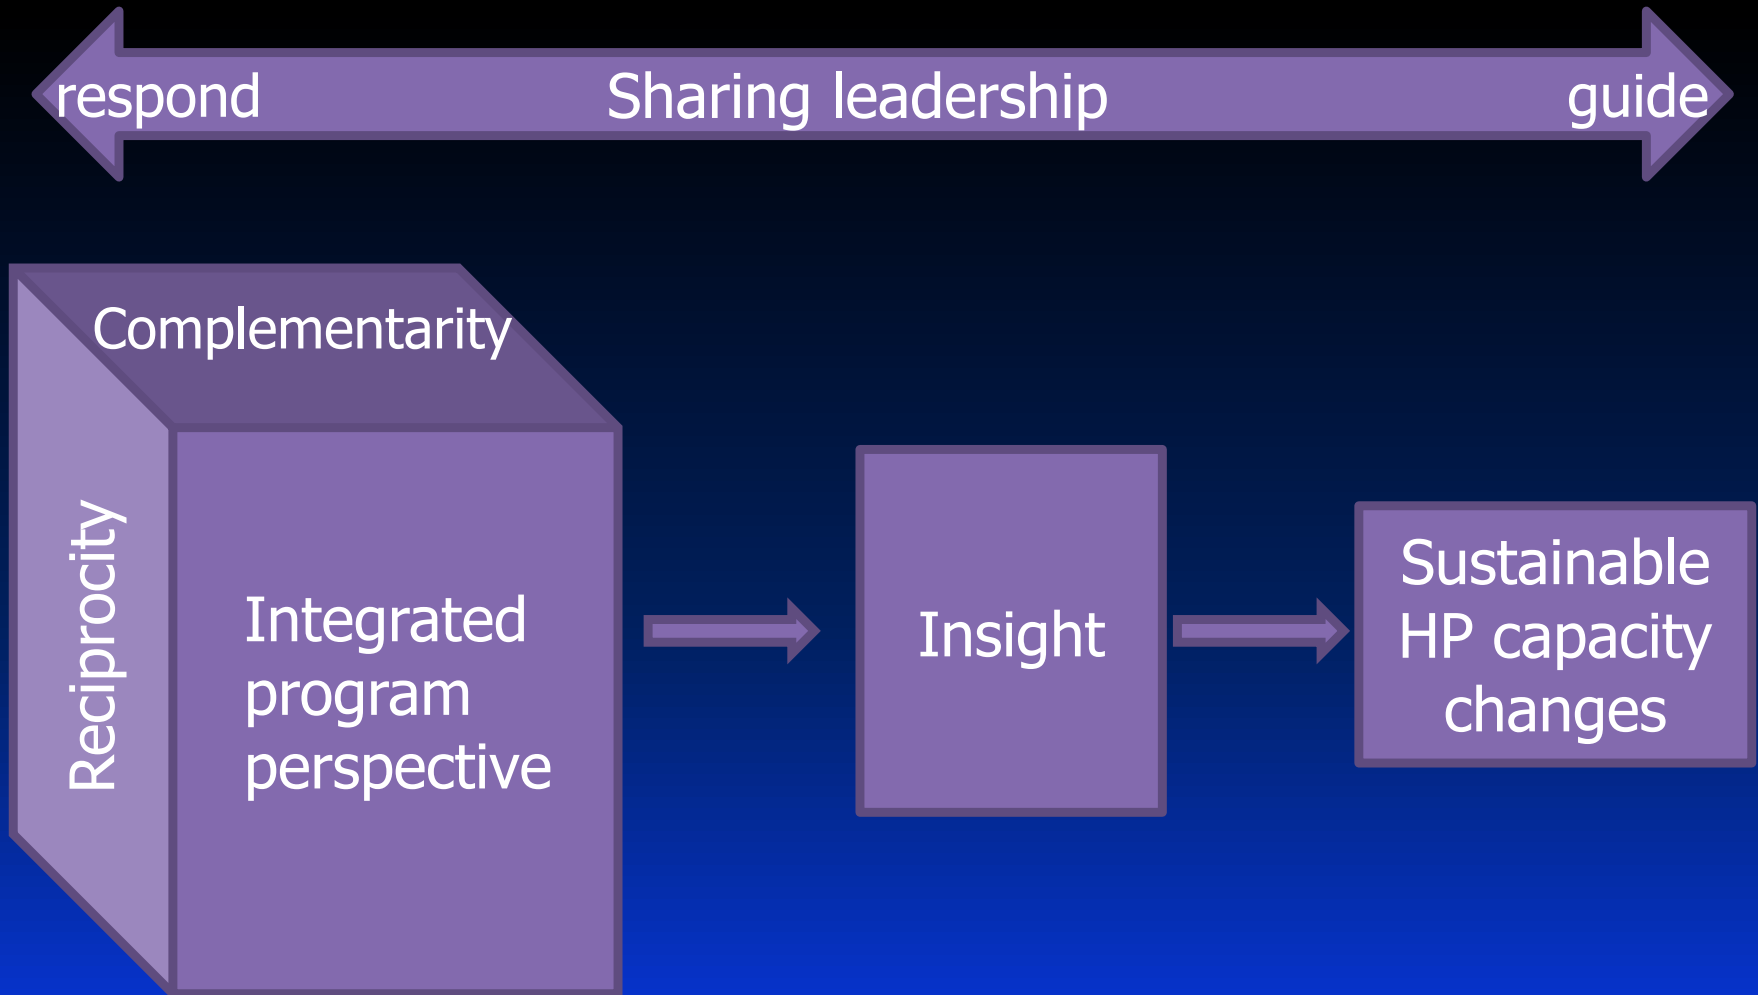 respond Sharing leadership guide
Complementarity
Reciprocity
Integrated
program
perspective
Insight
Sustainable
HP capacity
changes